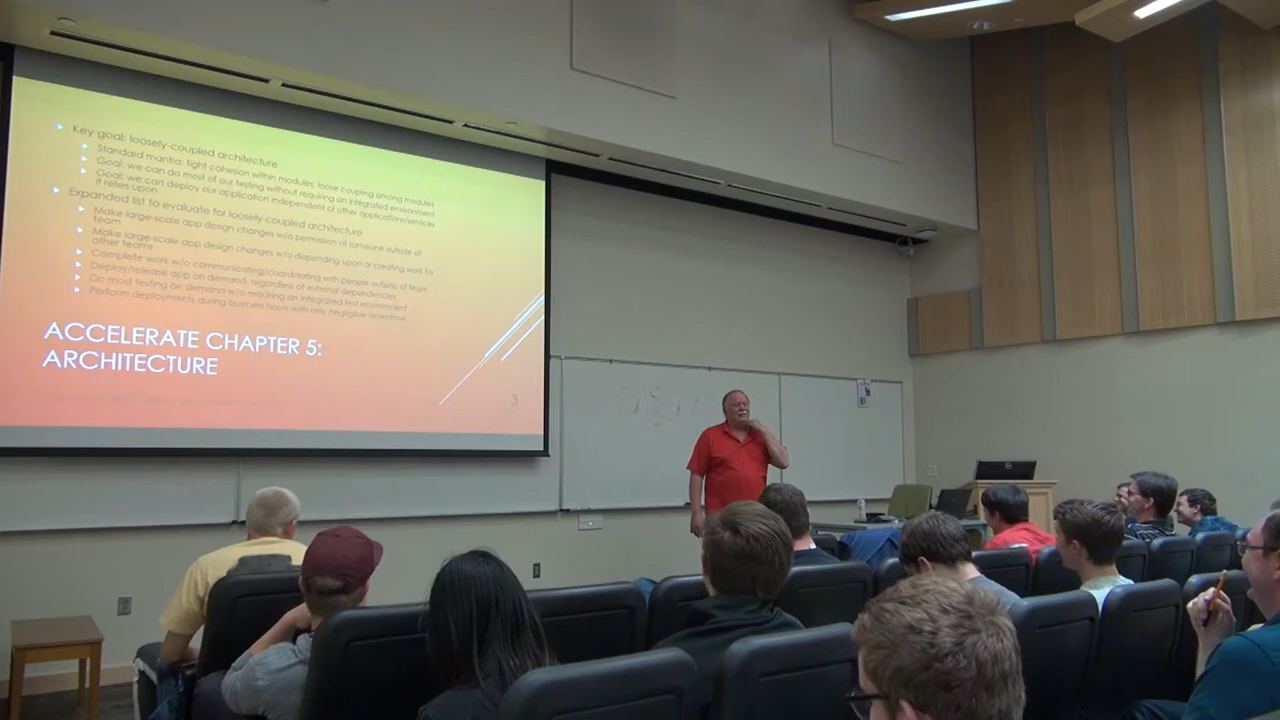 Key goal: loosely-coupled architecture
Standard mantra: tight cohesion within modules, loose coupling among modules
Goal: we can do most of our testing without requiring an integrated environment
Goal: we can deploy our application independent of other applications/services
it relies upon
Expanded list to evaluate for loosely-coupled architecture
Make large-scale app design changes w/o permission of someone outside of
team
Make large-scale app design changes w/o depending upon or creating work for
other teams
Complete work w/o communicating/coordinating with people outside of team
Deploy/release app on demand, regardless of external dependencies
Do most testing on demand w/o requiring an integrated test environment
Perform deployments during business hours with only negligible downtime
ACCELERATE CHAPTER 5:
ARCHITECTURE
3